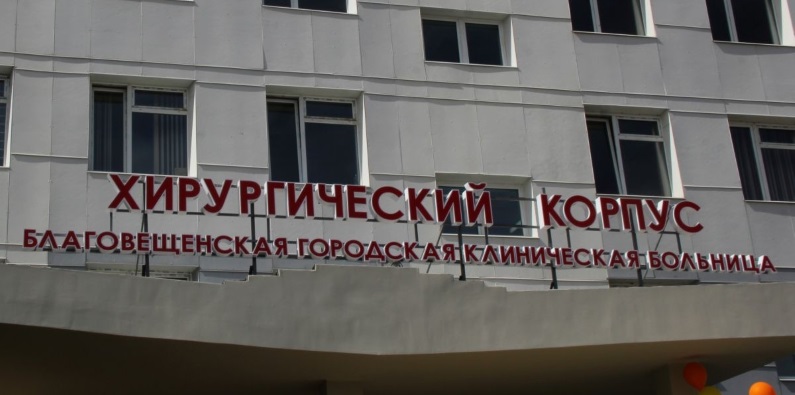 ХИРУРГИЧЕСКИЙ КОРПУС
БЛАГОВЕЩЕНСКАЯ ГОРОДСКАЯ КЛИНИЧЕСКАЯ БОЛЬНИЦА